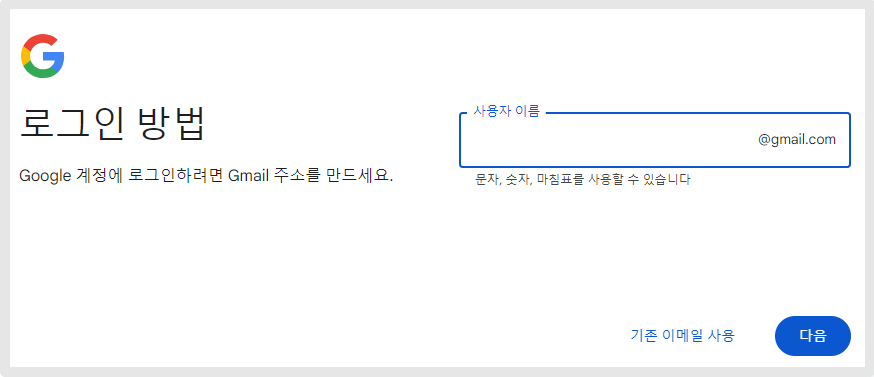 로그인 방법
Google 계정에 로그인하려면 Gmail 주소를 만드세요.
사용자 이름
@gmail.com
문자, 숫자, 마침표를 사용할 수 있습니다
기존 이메일 사용
다음